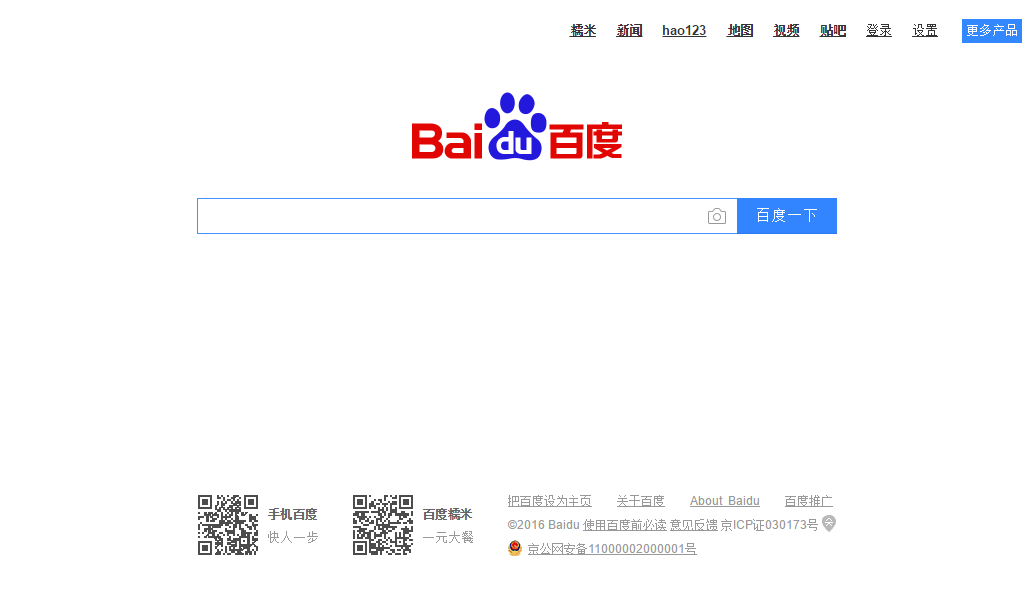 糯米 新闻 hao123 地图 视频 贴吧 登录 设置 更多产品
Bai du 百度
百度一下
手机百度
快人一步
百度糯米
一元大餐
把百度设为主页 关于百度 About Baidu 百度推广
©2016 Baidu 使用百度前必读 意见反馈 京ICP证030173号
京公网安备11000002000001号